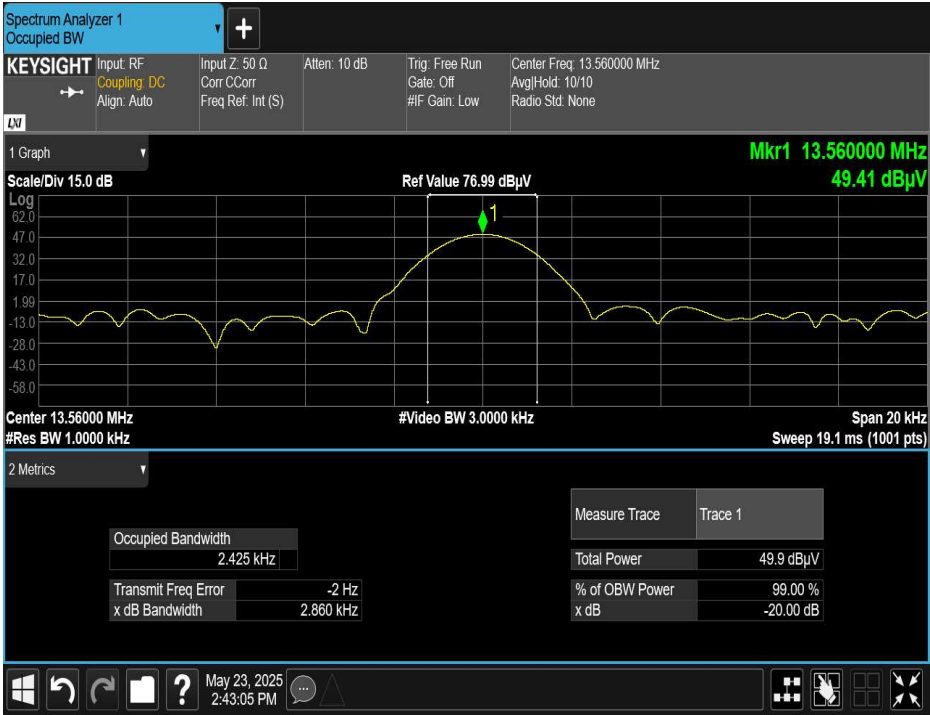 Spectrum Analyzer 1
Occupied BW
KEYSIGHT
LXI
Input: RF
Coupling: DC
Align: Auto
Input Z: 50 Ω
Corr CCorr
Freq Ref: Int (S)
Atten: 10 dB
Trig: Free Run
Gate: Off
#IF Gain: Low
Center Freq: 13.560000 MHz
Avg|Hold: 10/10
Radio Std: None
1 Graph
Mkr1 13.560000 MHz
Scale/Div 15.0 dB
Ref Value 76.99 dBµV
49.41 dBµV
Log
1
62.0
47.0
32.0
17.0
1.99
-13.0
-28.0
-43.0
-58.0
Center 13.56000 MHz
#Video BW 3.0000 kHz
Span 20 kHz
#Res BW 1.0000 kHz
Sweep 19.1 ms (1001 pts)
2 Metrics
Measure Trace Trace 1
Occupied Bandwidth
2.425 kHz
Total Power 49.9 dBµV
Transmit Freq Error -2 Hz
% of OBW Power 99.00 %
x dB Bandwidth 2.860 kHz
x dB -20.00 dB
?
May 23, 2025
2:43:05 PM